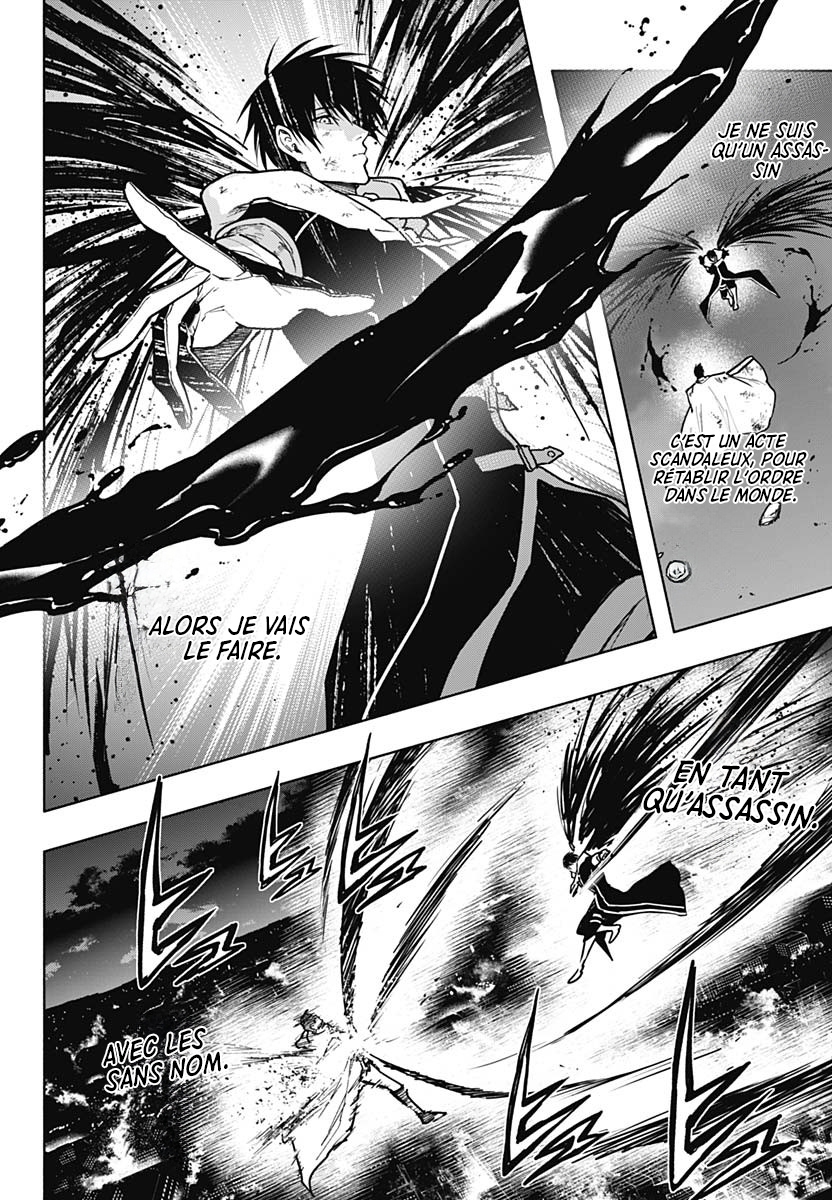 JE NE SUIS
QU'UN ASSAS-
SIN
C'EST UN ACTE
SCANDALEUX, POUR
RÉTABLIR L'ORDRE
DANS LE MONDE.
ALORS JE VAIS
LE FAIRE.
EN TANT
QU'ASSASSIN.
AVEC LES
SANS NOM.